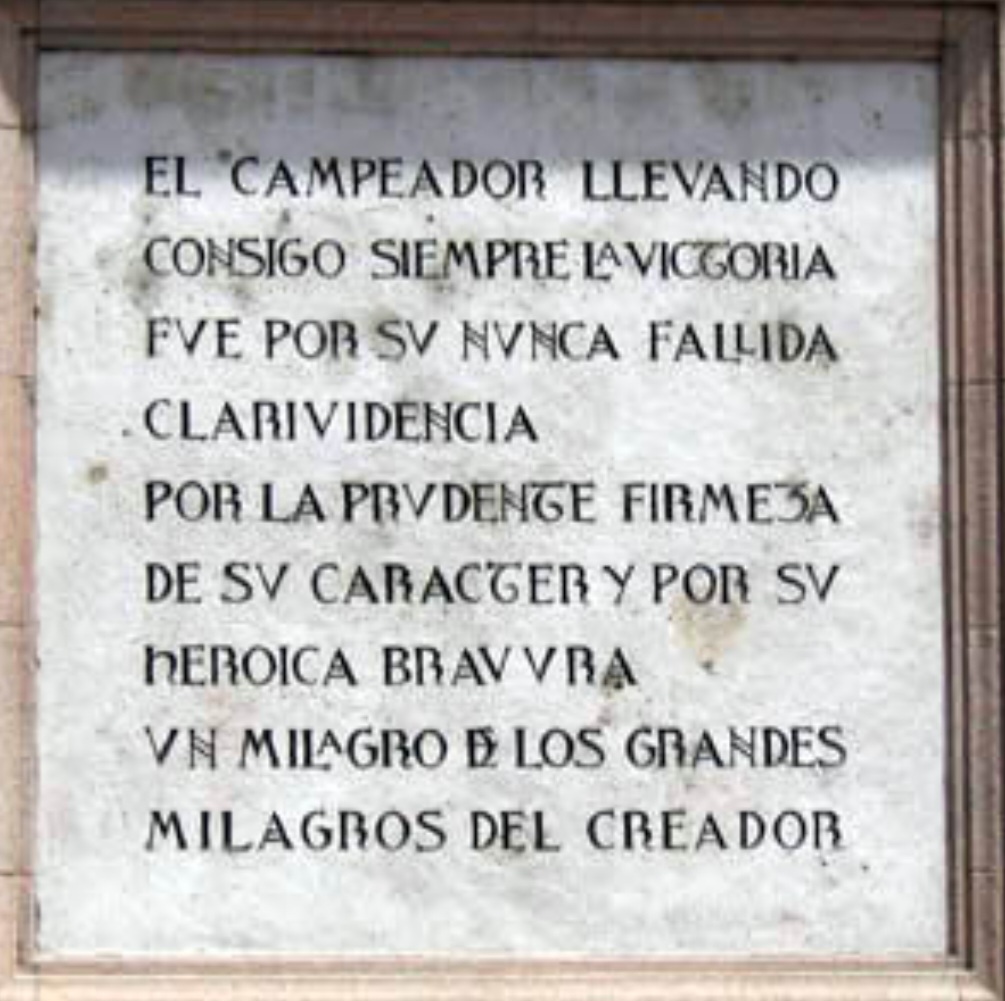 EL CAMPEADOR LLEVANDO
CONSIGO SIEMPRE LA VICTORIA
FVE POR SV NVNCA FALLIDA
CLARIVIDENCIA
POR LA PRVDENTE FIRMEZA
DE SV CARACTER Y POR SV
HEROICA BRAVVRA
VN MILAGRO DE LOS GRANDES
MILAGROS DEL CREADOR